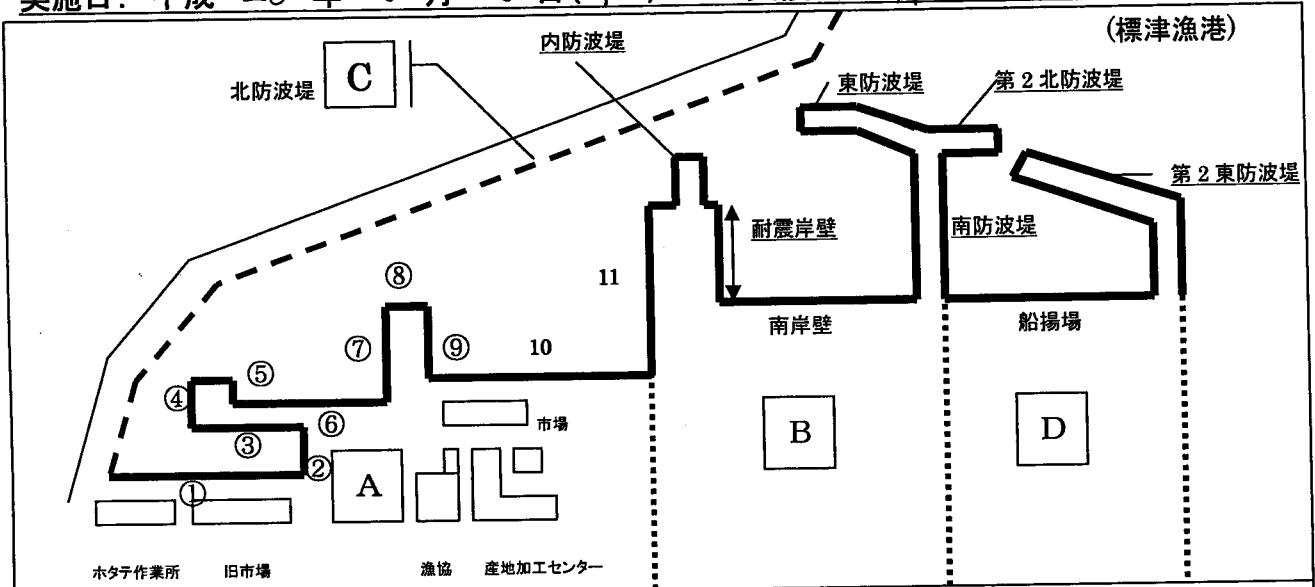 (標津漁港)
内防波堤
北防波堤
C
東防波堤
第2北防波堤
第2東防波堤
耐震岸壁
南防波堤
⑧
11
南岸壁
船揚場
⑦
⑨
10
⑤
④
⑥
③
②
①
市場
A
B
D
ホタテ作業所
旧市場
漁協
産地加工センター